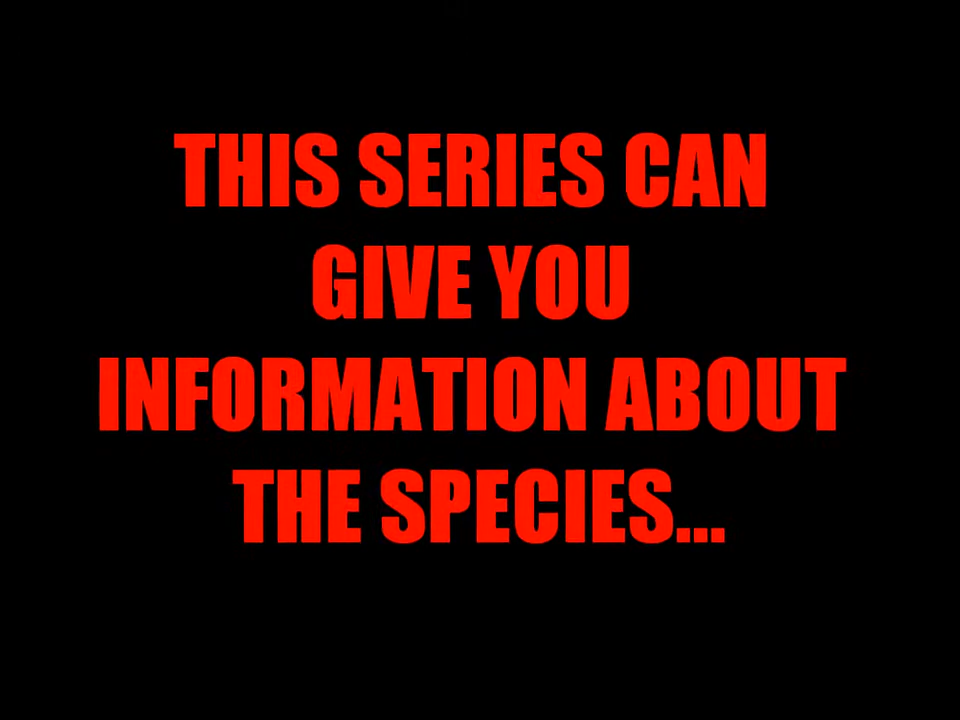 THIS SERIES CAN
GIVE YOU
INFORMATION ABOUT
THE SPECIES...